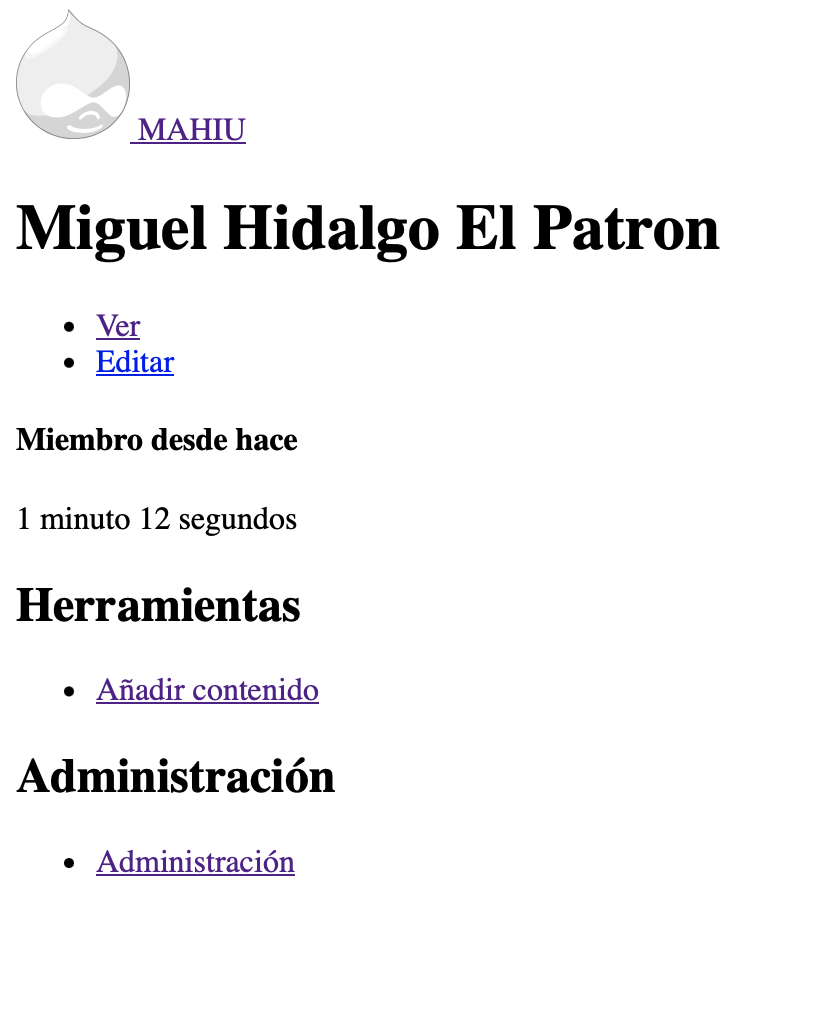 MAHIU
Miguel Hidalgo El Patron
Ver
Editar
Miembro desde hace
1 minuto 12 segundos
Herramientas
Añadir contenido
Administración
Administración